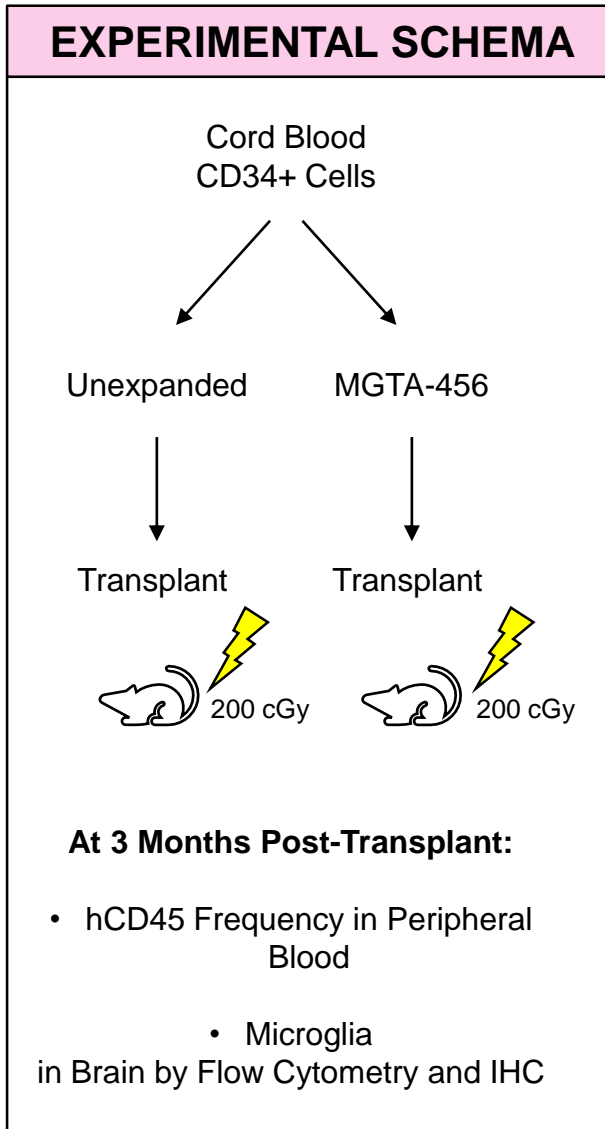 EXPERIMENTAL SCHEMA
Cord Blood
CD34+ Cells
Unexpanded MGTA-456
Transplant Transplant
200 cGy 200 cGy
At 3 Months Post-Transplant:
• hCD45 Frequency in Peripheral
Blood
• Microglia
in Brain by Flow Cytometry and IHC